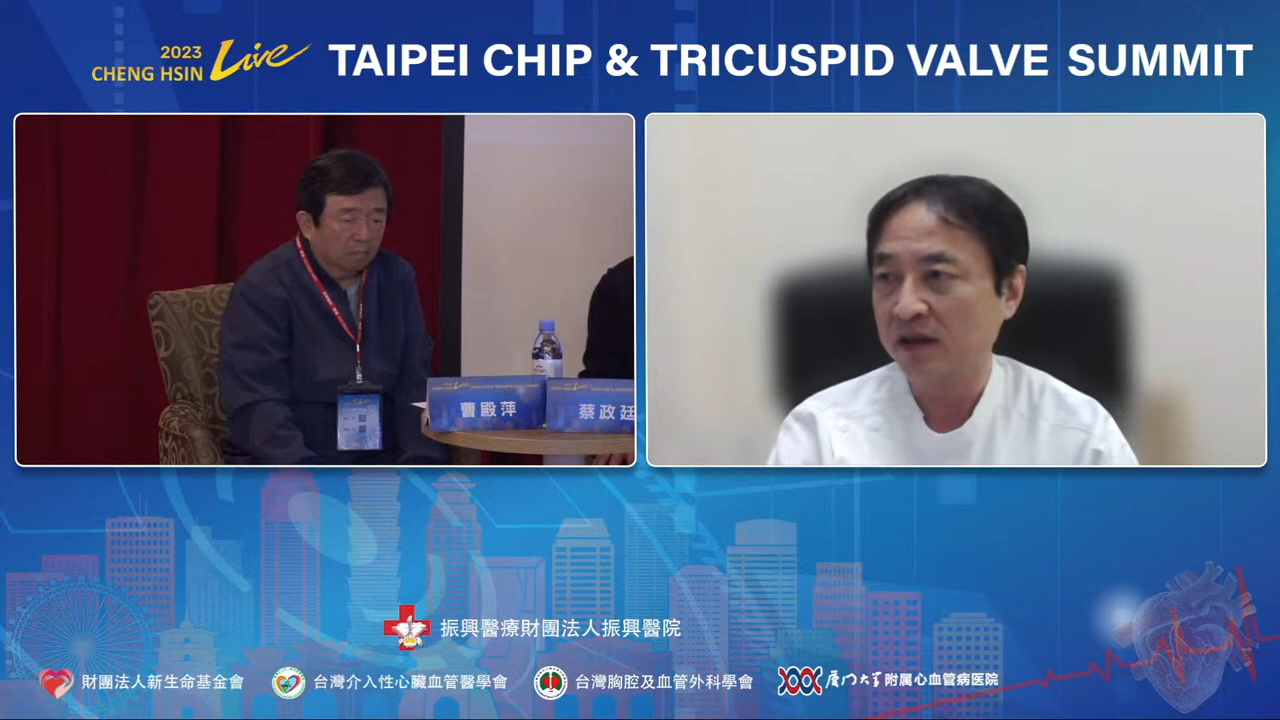 2023
CHENG HSIN Live
TAIPEI CHIP & TRICUSPID VALVE SUMMIT
曹殿萍
蔡政廷
振興醫療財團法人振興醫院
財團法人新生命基金會
台灣介入性心臟血管醫學會
台灣胸腔及血管外科學會
厦门大学附属心血管病医院